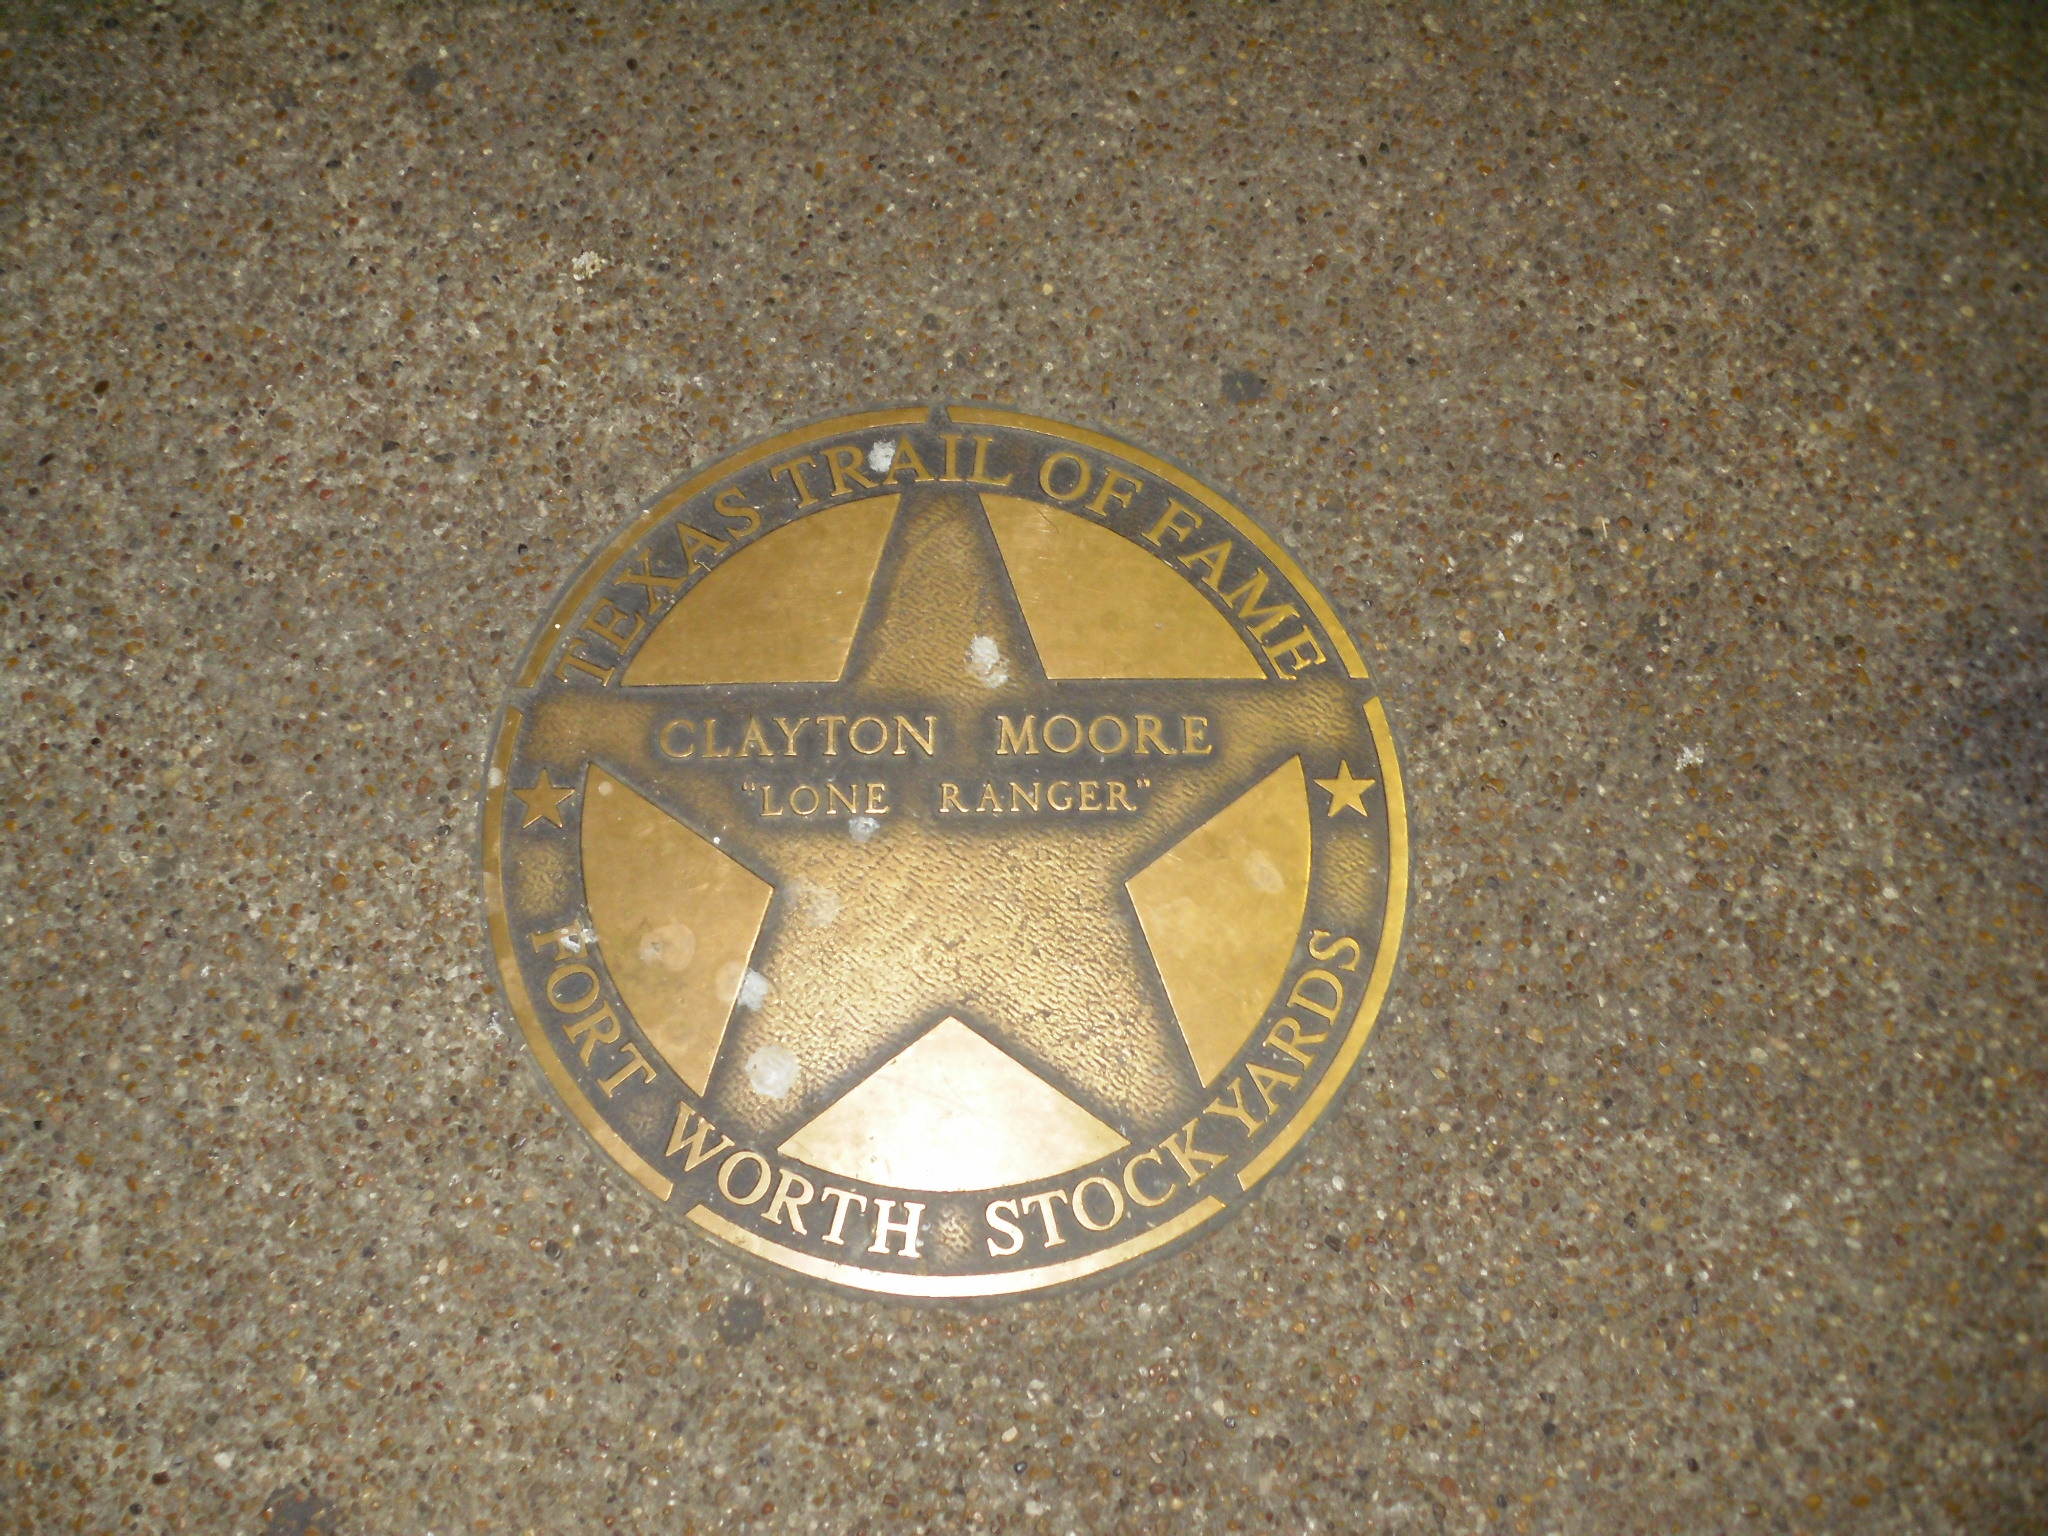 TEXAS TRAIL OF FAME
CLAYTON MOORE
"LONE RANGER"
FORT WORTH STOCKYARDS